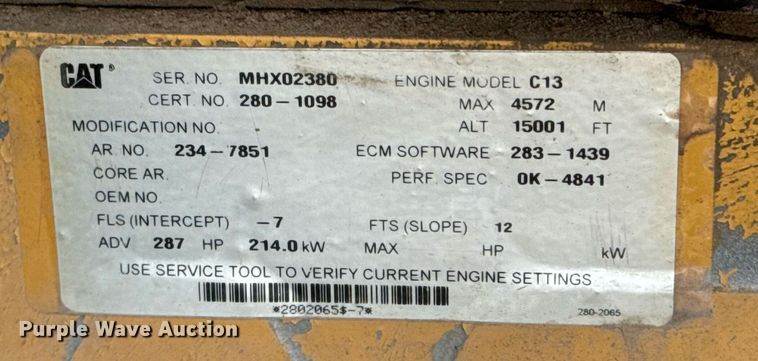 CAT®
SER. NO. MHX02380 ENGINE MODEL C13
CERT. NO. 280-1098 MAX 4572 M
MODIFICATION NO. ALT 15001 FT
AR. NO. 234-7851 ECM SOFTWARE 283-1439
CORE AR. PERF. SPEC 0K-4841
OEM NO.
FLS (INTERCEPT) -7 FTS (SLOPE) 12
ADV 287 HP 214.0 kW MAX HP kW
USE SERVICE TOOL TO VERIFY CURRENT ENGINE SETTINGS
*2802065$-7* 280-2065
Purple Wave Auction